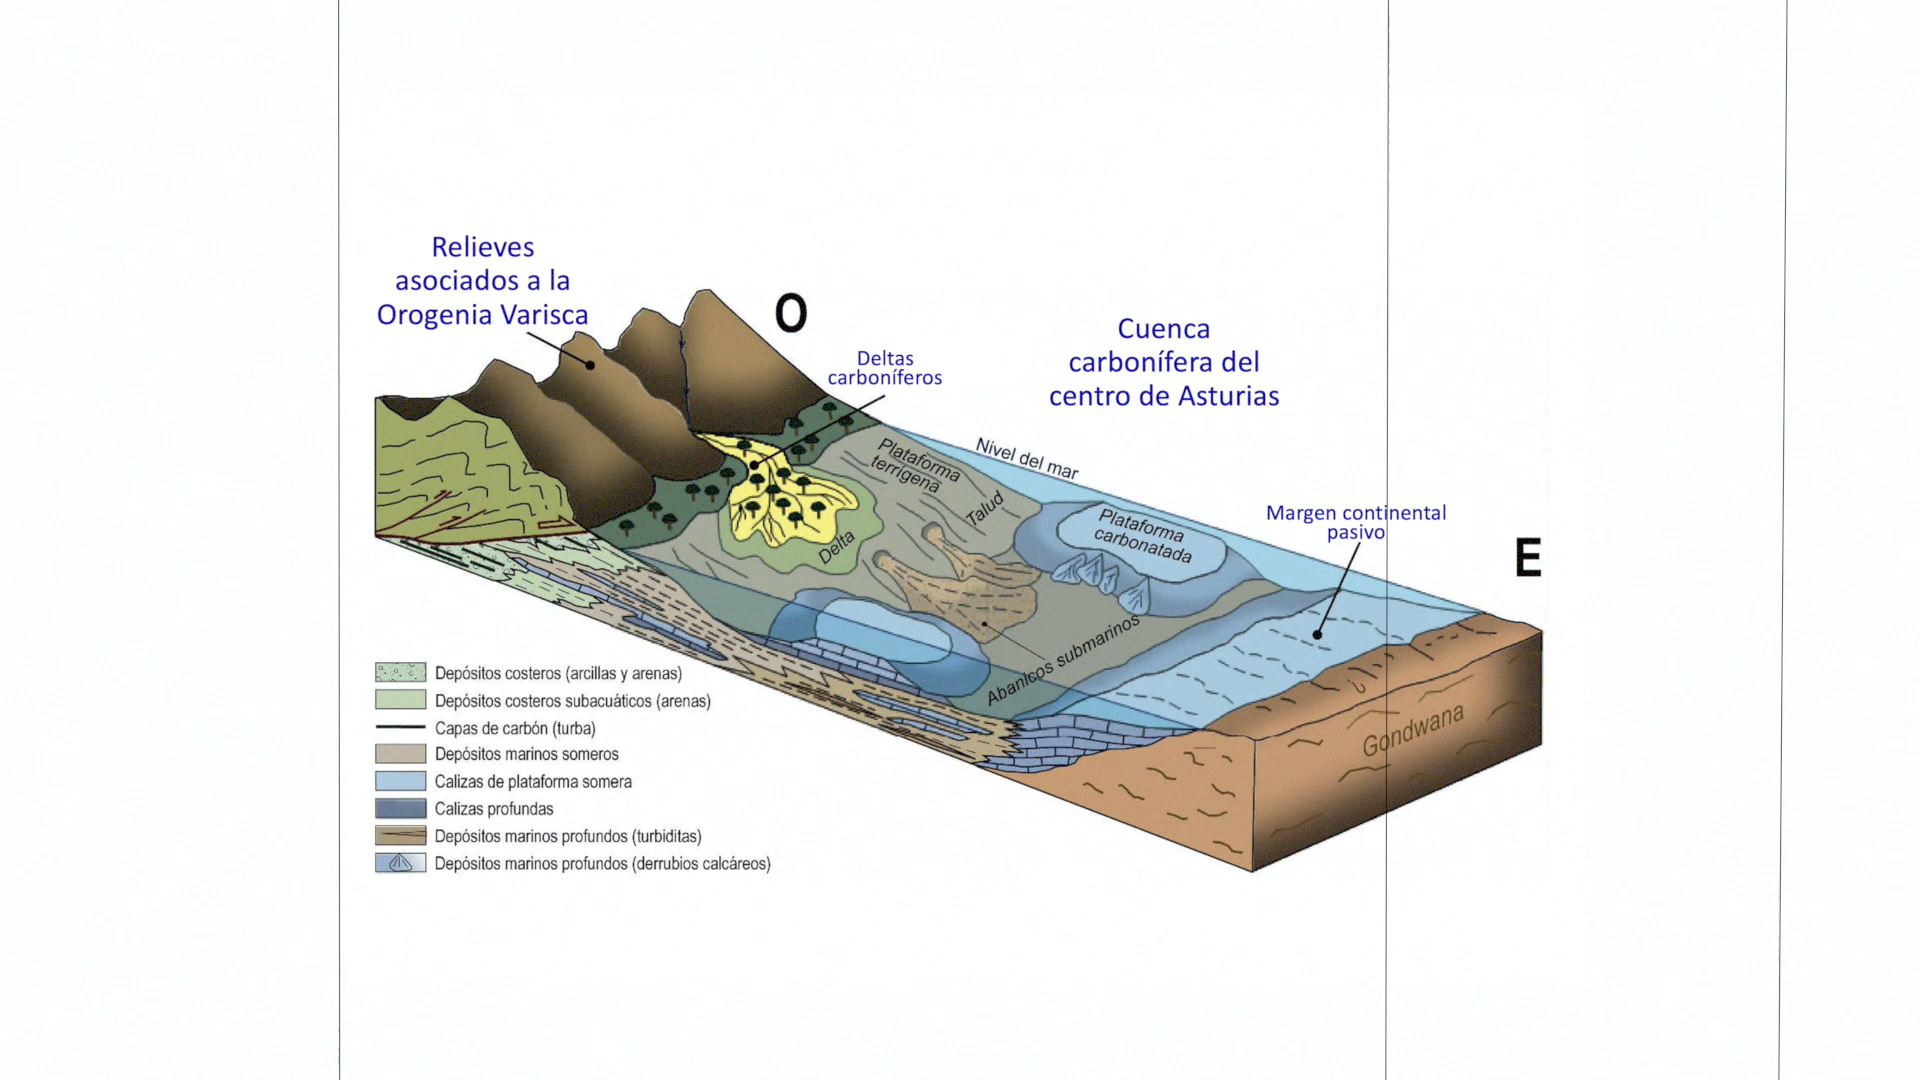 Relieves
asociados a la
Orogenia Varisca
O
Deltas
carboníferos
Cuenca
carbonífera del
centro de Asturias
Nivel del mar
Plataforma
terrígena
Talud
Plataforma
carbonatada
Margen continental
pasivo
E
Delta
Abanicos submarinos
Gondwana
Depósitos costeros (arcillas y arenas)
Depósitos costeros subacuáticos (arenas)
Capas de carbón (turba)
Depósitos marinos someros
Calizas de plataforma somera
Calizas profundas
Depósitos marinos profundos (turbiditas)
Depósitos marinos profundos (derrubios calcáreos)